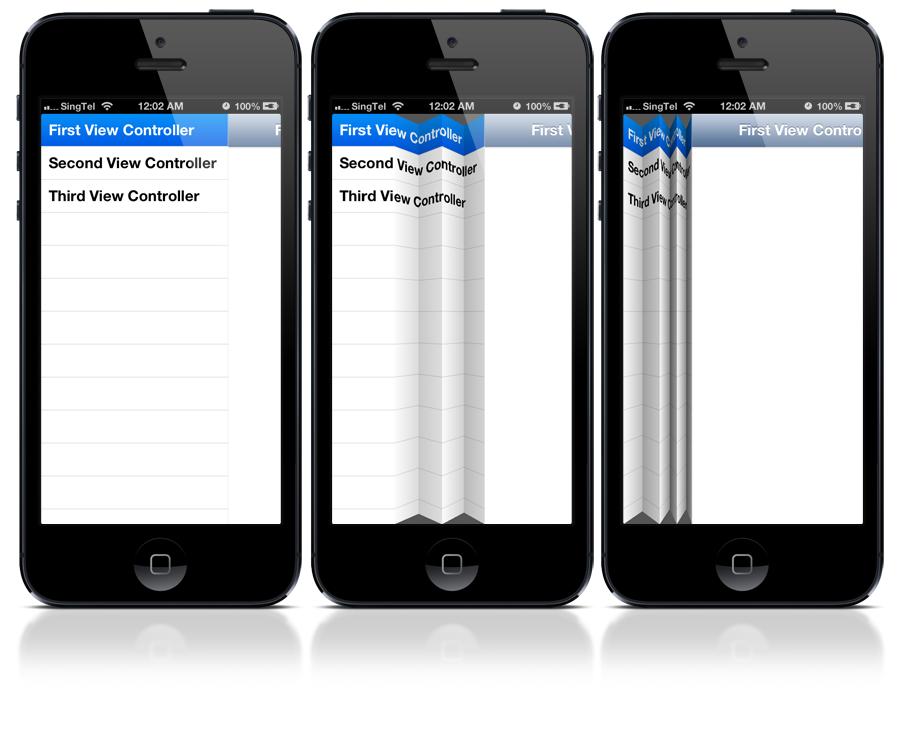 SingTel 12:02 AM 100%
First View Controller F
Second View Controller
Third View Controller
SingTel 12:02 AM 100%
First View Controller First V
Second View Controller
Third View Controller
SingTel 12:02 AM 100%
First View Controller First View Contro
Second View Controller
Third View Controller